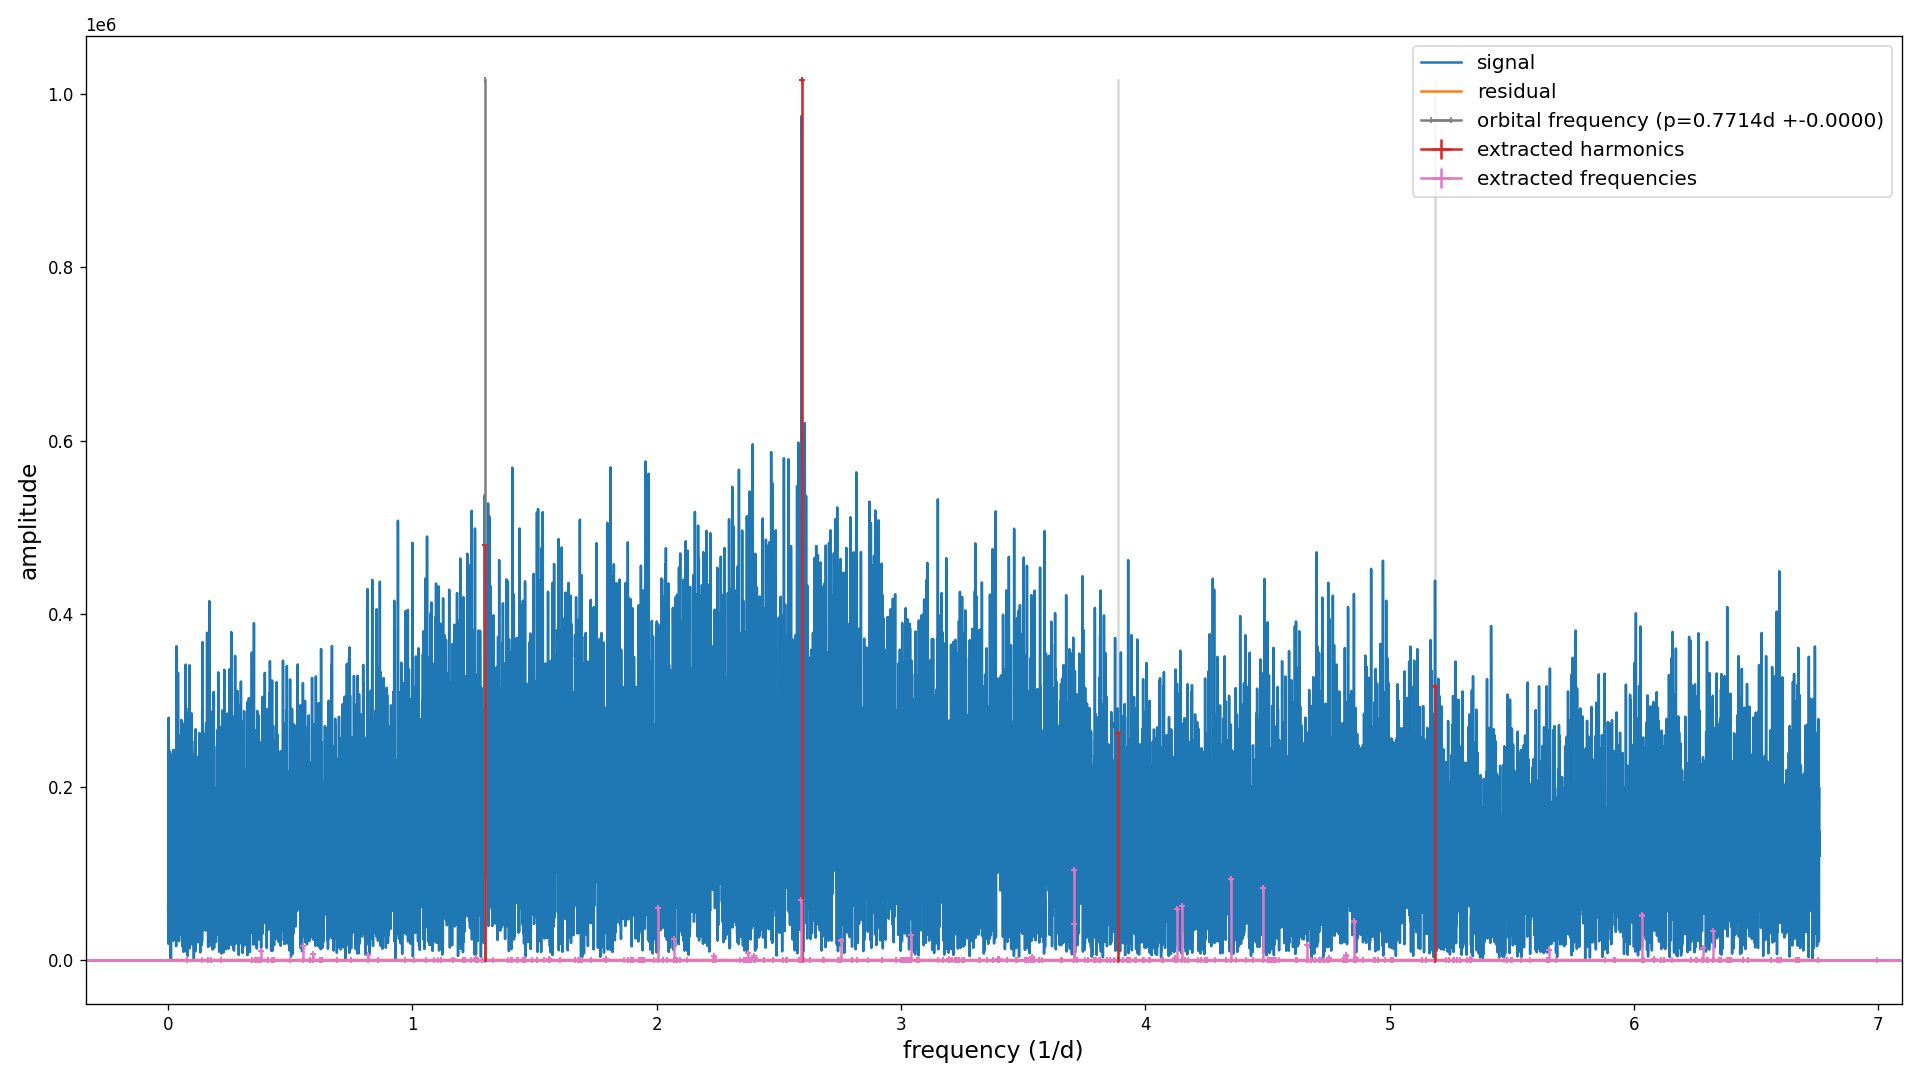 1e6
signal
residual
orbital frequency (p=0.7714d +-0.0000)
extracted harmonics
extracted frequencies
1.0
0.8
0.6
0.4
0.2
0.0
amplitude
0 1 2 3 4 5 6 7
frequency (1/d)